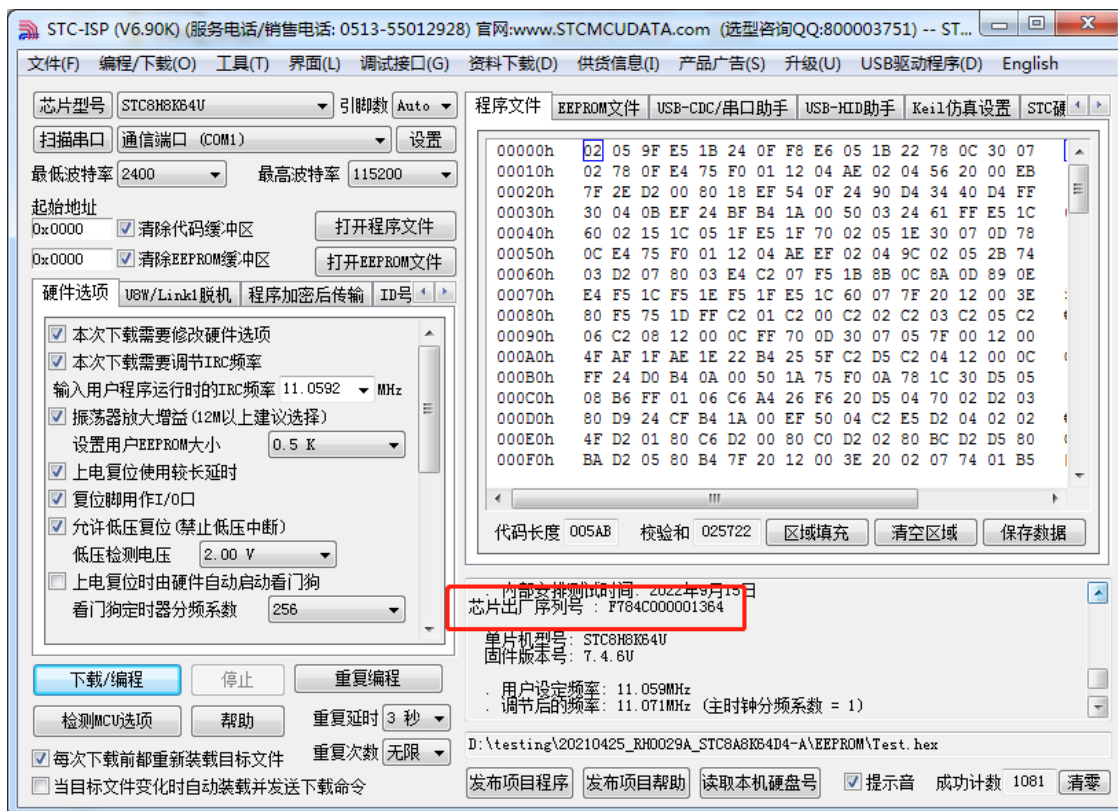 STC-ISP (V6.90K) (服务电话/销售电话: 0513-55012928) 官网:www.STCMCUDATA.com (选型咨询QQ:800003751) -- ST...
文件(F) 编程/下载(O) 工具(T) 界面(L) 调试接口(G) 资料下载(D) 供货信息(I) 产品广告(S) 升级(U) USB驱动程序(D) English
芯片型号 STC8H8K64U 引脚数 Auto
扫描串口 通信端口 (COM1) 设置
最低波特率 2400 最高波特率 115200
起始地址
0x0000 清除代码缓冲区 打开程序文件
0x0000 清除EEPROM缓冲区 打开EEPROM文件
硬件选项 U8W/Link1脱机 程序加密后传输 ID号
本次下载需要修改硬件选项
本次下载需要调节IRC频率
输入用户程序运行时的IRC频率 11.0592 MHz
振荡器放大增益(12M以上建议选择)
设置用户EEPROM大小 0.5 K
上电复位使用较长延时
复位脚用作I/O口
允许低压复位(禁止低压中断)
低压检测电压 2.00 V
上电复位时由硬件自动启动看门狗
看门狗定时器分频系数 256
下载/编程 停止 重复编程
检测MCU选项 帮助 重复延时 3 秒
每次下载前都重新装载目标文件 重复次数 无限
当目标文件变化时自动装载并发送下载命令
程序文件 EEPROM文件 USB-CDC/串口助手 USB-HID助手 Keil仿真设置 STC硬
00000h 02 05 9F E5 1B 24 0F F8 E6 05 1B 22 78 0C 30 07
00010h 02 78 0F E4 75 F0 01 12 04 AE 02 04 56 20 00 EB
00020h 7F 2E D2 00 80 18 EF 54 0F 24 90 D4 34 40 D4 FF
00030h 30 04 0B EF 24 BF B4 1A 00 50 03 24 61 FF E5 1C
00040h 60 02 15 1C 05 1F E5 1F 70 02 05 1E 30 07 0D 78
00050h 0C E4 75 F0 01 12 04 AE EF 02 04 9C 02 05 2B 74
00060h 03 D2 07 80 03 E4 C2 07 F5 1B 8B 0C 8A 0D 89 0E
00070h E4 F5 1C F5 1E F5 1F E5 1C 60 07 7F 20 12 00 3E
00080h 80 F5 75 1D FF C2 01 C2 00 C2 02 C2 03 C2 05 C2
00090h 06 C2 08 12 00 0C FF 70 0D 30 07 05 7F 00 12 00
000A0h 4F AF 1F AE 1E 22 B4 25 5F C2 D5 C2 04 12 00 0C
000B0h FF 24 D0 B4 0A 00 50 1A 75 F0 0A 78 1C 30 D5 05
000C0h 08 B6 FF 01 06 C6 A4 26 F6 20 D5 04 70 02 D2 03
000D0h 80 D9 24 CF B4 1A 00 EF 50 04 C2 E5 D2 04 02 02
000E0h 4F D2 01 80 C6 D2 00 80 C0 D2 02 80 BC D2 D5 80
000F0h BA D2 05 80 B4 7F 20 12 00 3E 20 02 07 74 01 B5
代码长度 005AB 校验和 025722 区域填充 清空区域 保存数据
. 内部安排测试时间: 2022年9月15日
芯片出厂序列号 : F784C000001364
单片机型号: STC8H8K64U
固件版本号: 7.4.6U
. 用户设定频率: 11.059MHz
. 调节后的频率: 11.071MHz (主时钟分频系数 = 1)
D:\testing\20210425_RH0029A_STC8A8K64D4-A\EEPROM\Test.hex
发布项目程序 发布项目帮助 读取本机硬盘号 提示音 成功计数 1081 清零